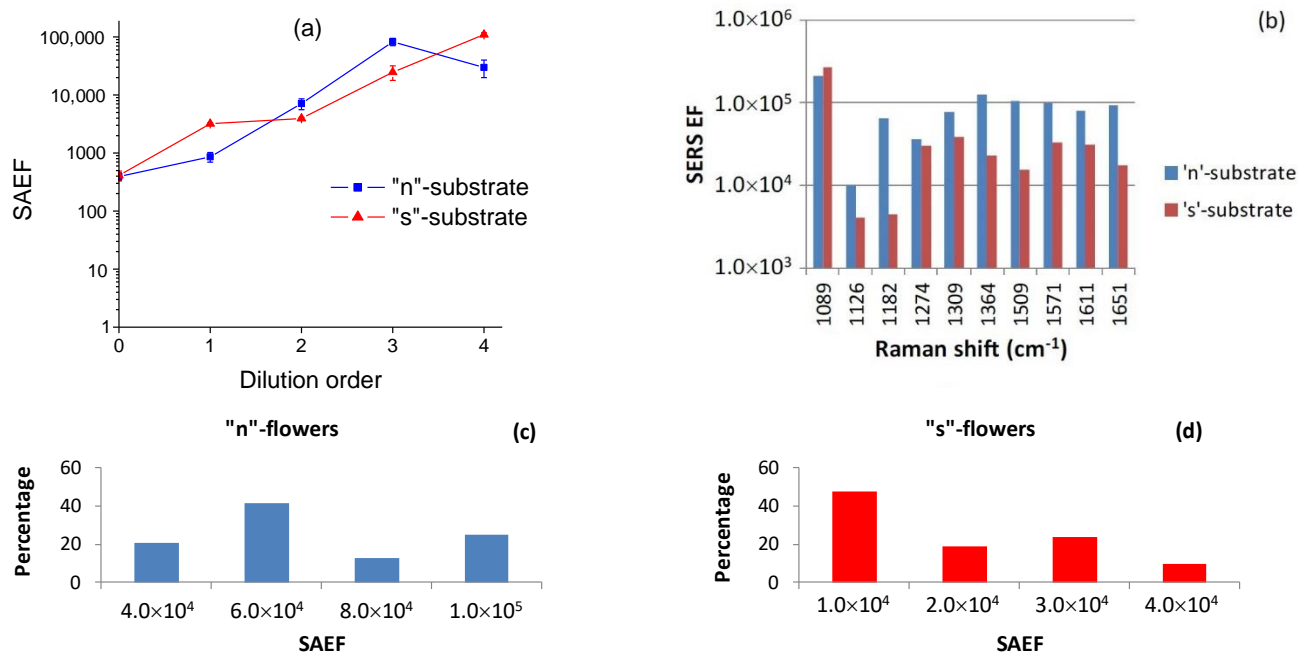 (a)
100,000
10,000
1000
100
10
1
SAEF
0 1 2 3 4
Dilution order
"n"-substrate
"s"-substrate
(b)
1.0×10⁶
1.0×10⁵
1.0×10⁴
1.0×10³
SERS EF
1089 1126 1182 1274 1309 1364 1509 1571 1611 1651
Raman shift (cm⁻¹)
'n'-substrate
's'-substrate
"n"-flowers (c)
60
40
20
0
Percentage
4.0×10⁴ 6.0×10⁴ 8.0×10⁴ 1.0×10⁵
SAEF
"s"-flowers (d)
60
40
20
0
Percentage
1.0×10⁴ 2.0×10⁴ 3.0×10⁴ 4.0×10⁴
SAEF